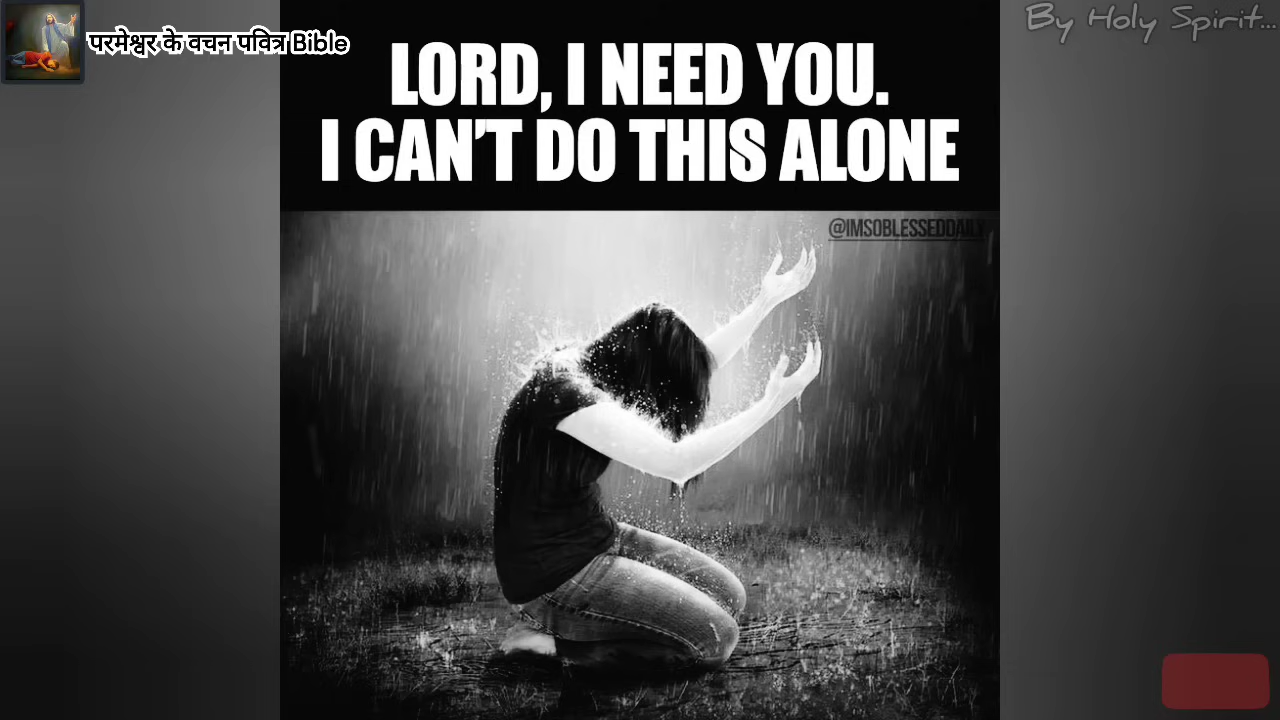 परमेश्वर के वचन पवित्र Bible
By Holy Spirit...
LORD, I NEED YOU.
I CAN'T DO THIS ALONE
@IMSOBLESSEDDAILY